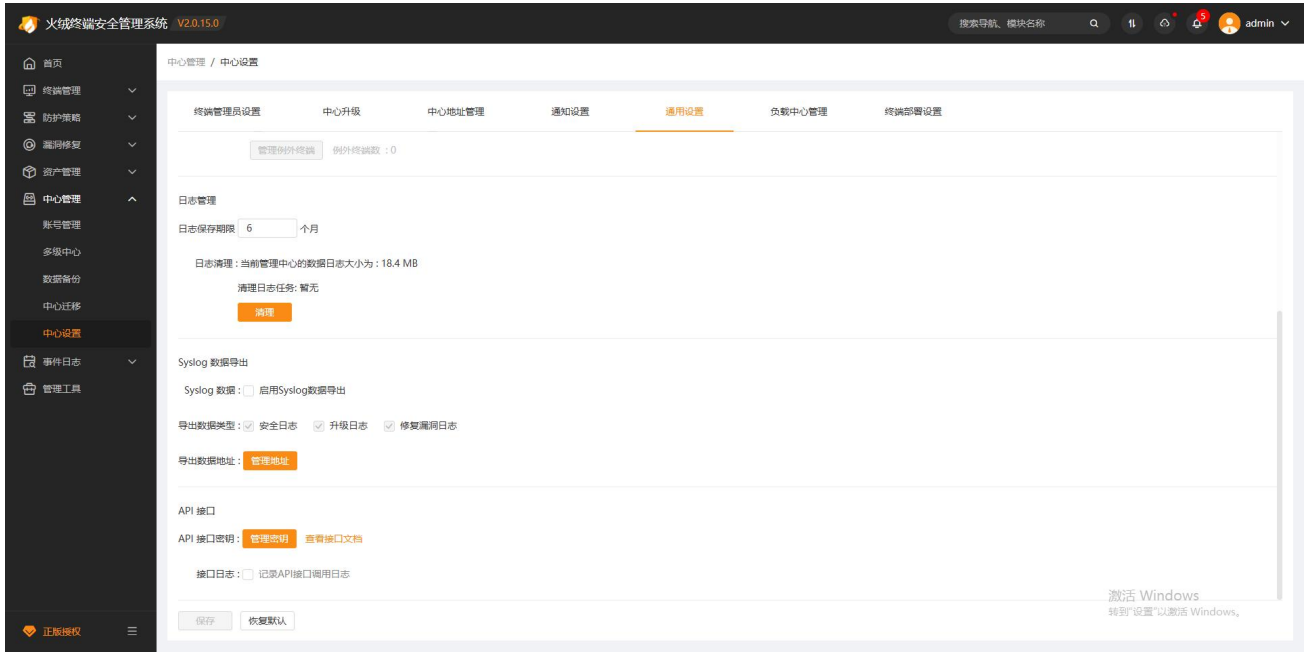 火绒终端安全管理系统 V2.0.15.0
搜索导航、模块名称
5
admin
首页
终端管理
防护策略
漏洞修复
资产管理
中心管理
账号管理
多级中心
数据备份
中心迁移
中心设置
事件日志
管理工具
正版授权
中心管理 / 中心设置
终端管理员设置 中心升级 中心地址管理 通知设置 通用设置 负载中心管理 终端部署设置
管理例外终端 例外终端数 : 0
日志管理
日志保存期限 6 个月
日志清理 : 当前管理中心的数据日志大小为 : 18.4 MB
清理日志任务: 暂无
清理
Syslog 数据导出
Syslog 数据 : 启用Syslog数据导出
导出数据类型 : 安全日志 升级日志 修复漏洞日志
导出数据地址 : 管理地址
API 接口
API 接口密钥 : 管理密钥 查看接口文档
接口日志 : 记录API接口调用日志
保存 恢复默认
激活 Windows
转到"设置"以激活 Windows。